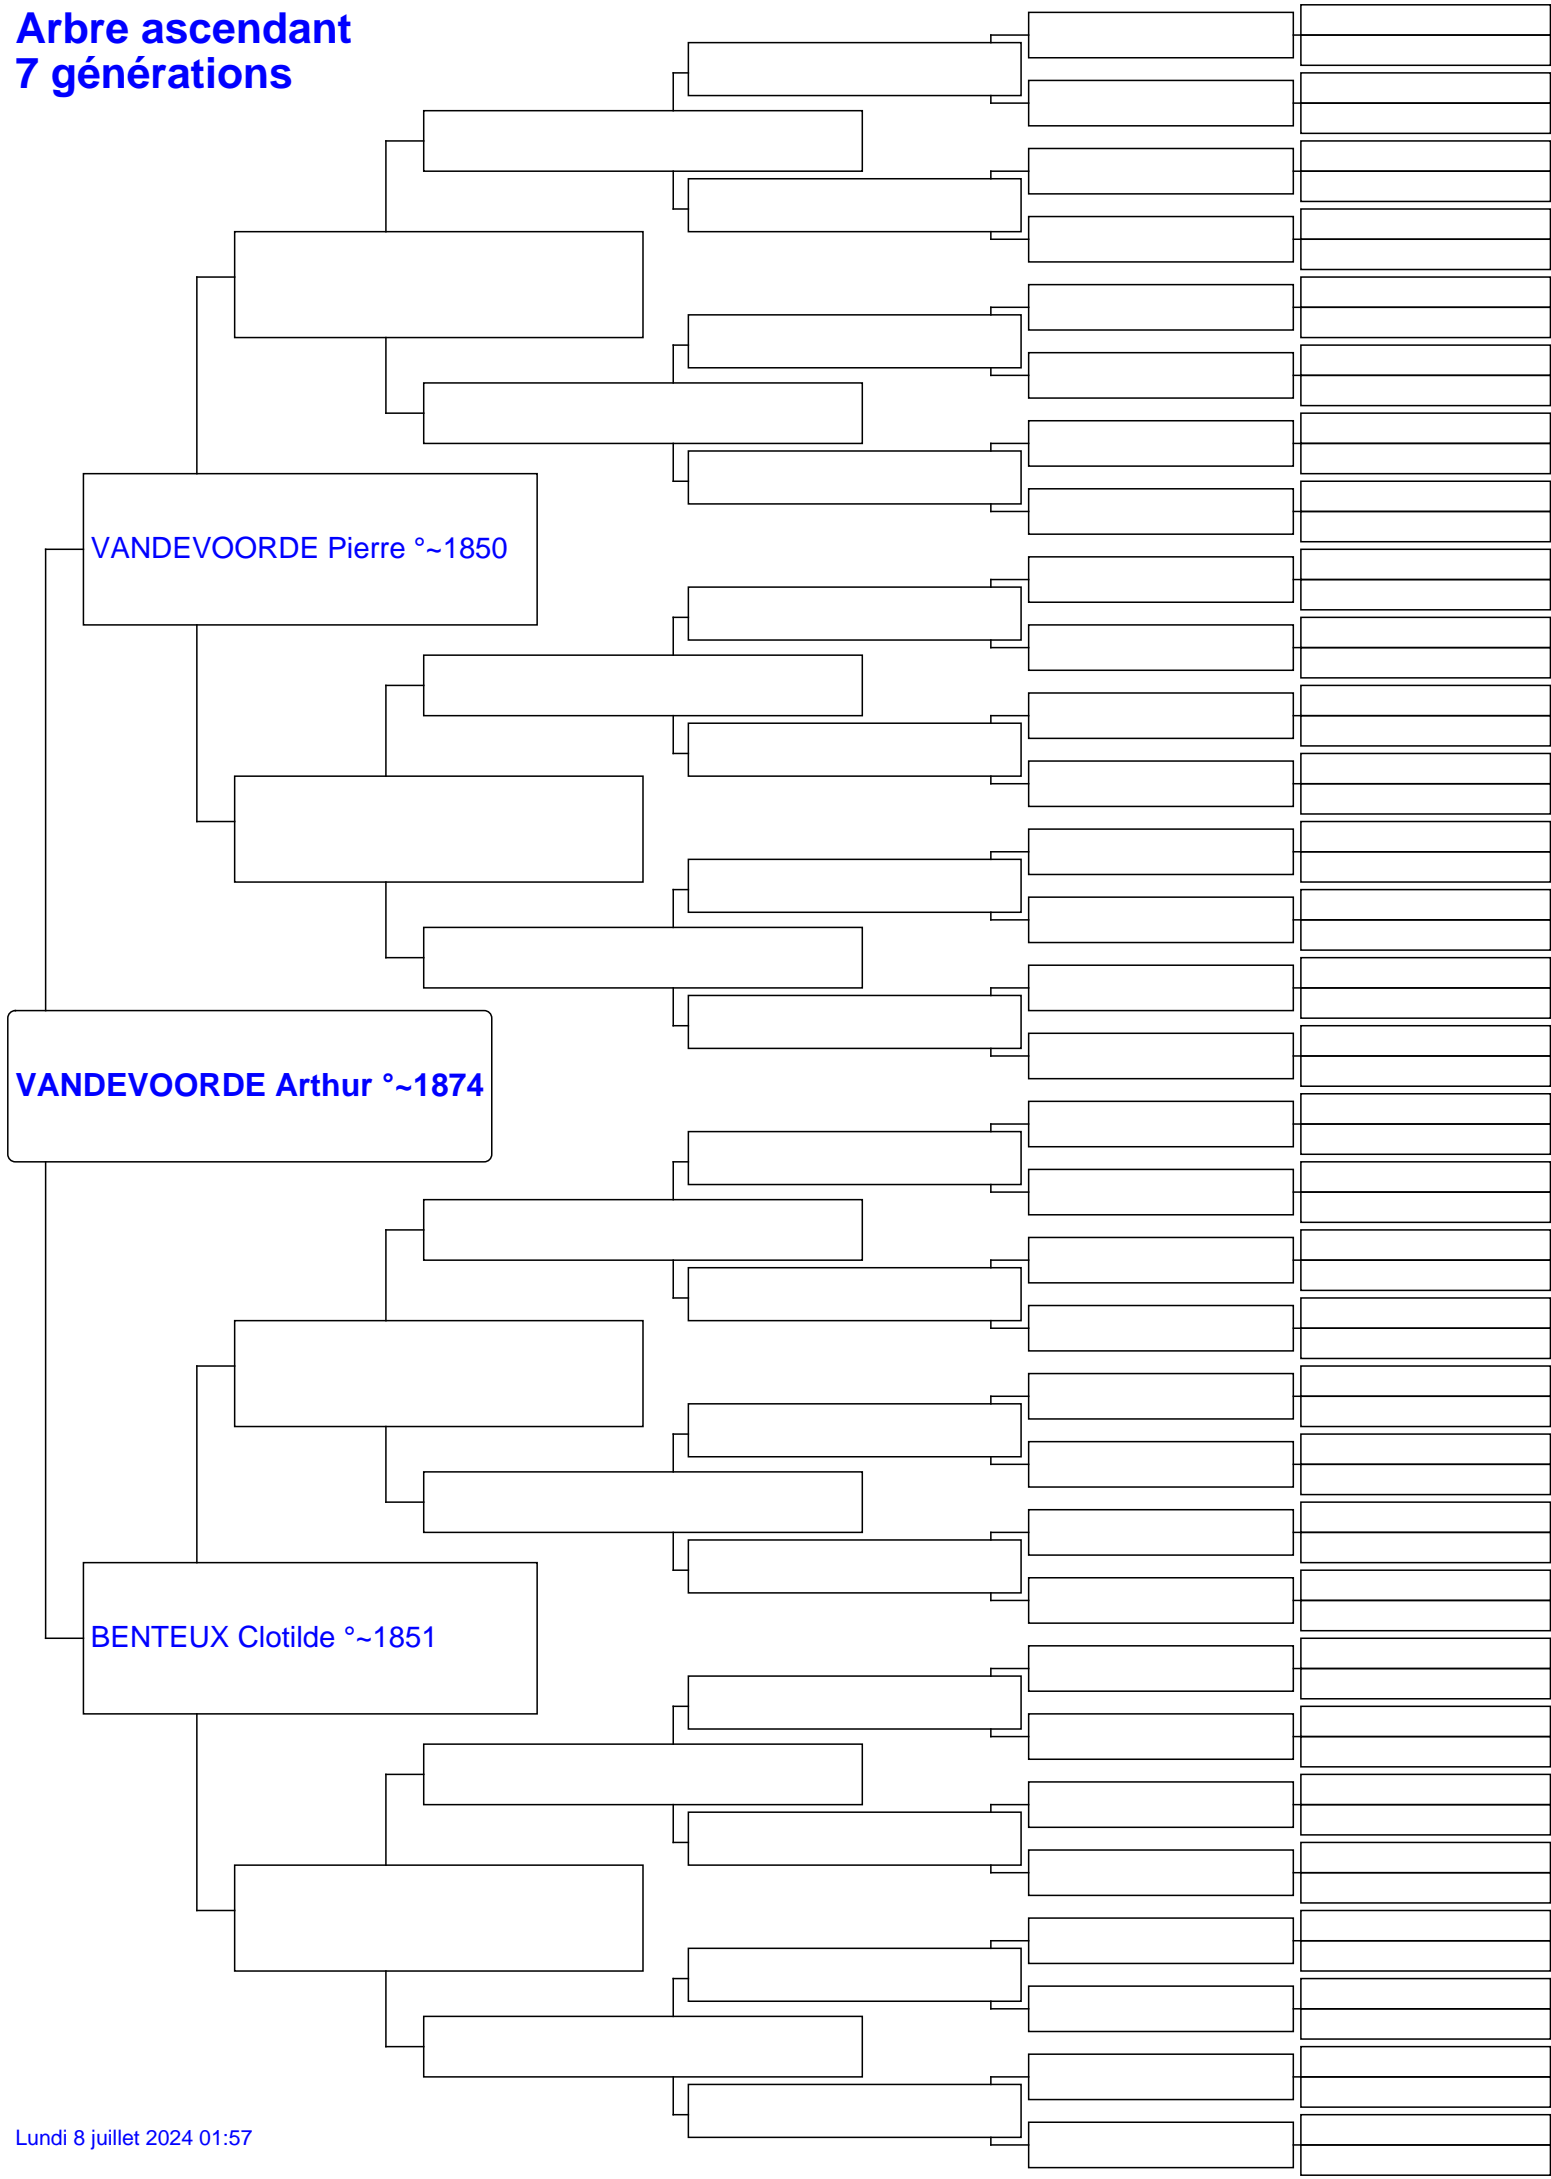 Arbre ascendant
7 générations
VANDEVOORDE Pierre °~1850
VANDEVOORDE Arthur °~1874
BENTEUX Clotilde °~1851
Lundi 8 juillet 2024 01:57